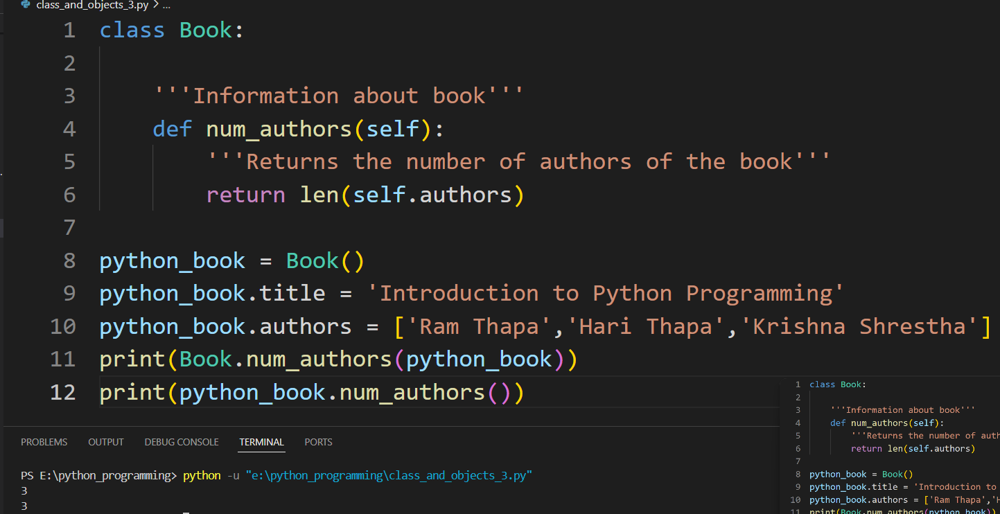 class_and_objects_3.py > ...
1 class Book:
2
3     '''Information about book'''
4     def num_authors(self):
5         '''Returns the number of authors of the book'''
6         return len(self.authors)
7
8 python_book = Book()
9 python_book.title = 'Introduction to Python Programming'
10 python_book.authors = ['Ram Thapa','Hari Thapa','Krishna Shrestha']
11 print(Book.num_authors(python_book))
12 print(python_book.num_authors())
PROBLEMS OUTPUT DEBUG CONSOLE TERMINAL PORTS
PS E:\python_programming> python -u "e:\python_programming\class_and_objects_3.py"
3
3
1 class Book:
2
3     '''Information about book'''
4     def num_authors(self):
5         '''Returns the number of auth
6         return len(self.authors)
7
8 python_book = Book()
9 python_book.title = 'Introduction to
10 python_book.authors = ['Ram Thapa','H
11 print(Book.num_authors(python_book))